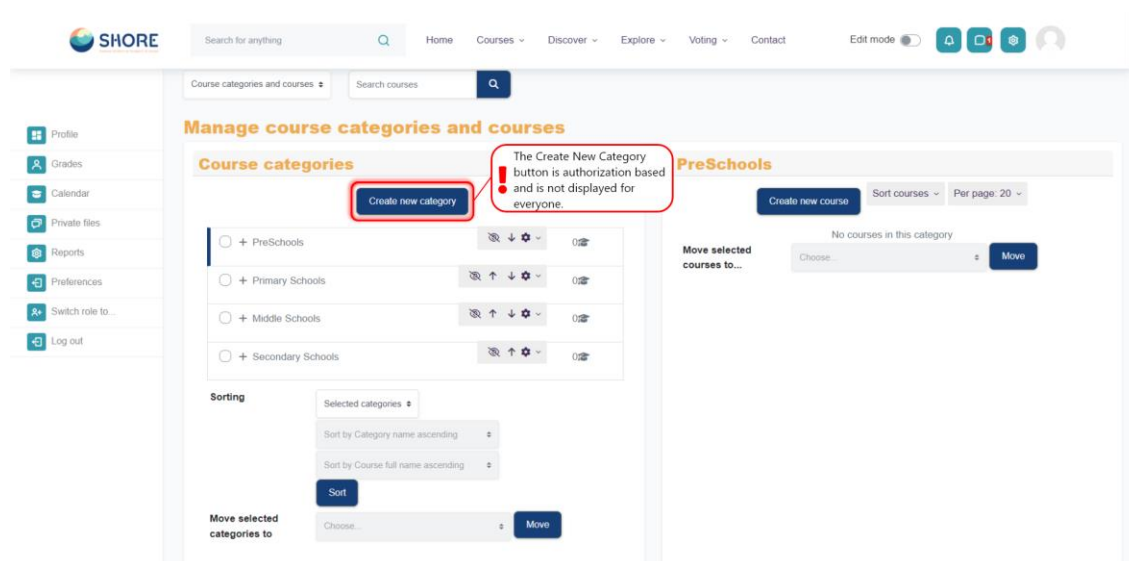 SHORE
Search for anything
Home
Courses
Discover
Explore
Voting
Contact
Edit mode
Course categories and courses
Search courses
Profile
Grades
Calendar
Private files
Reports
Preferences
Switch role to...
Log out
Manage course categories and courses
Course categories
Create new category
The Create New Category
button is authorization based
and is not displayed for
everyone.
+ PreSchools
0
+ Primary Schools
0
+ Middle Schools
0
+ Secondary Schools
0
Sorting
Selected categories
Sort by Category name ascending
Sort by Course full name ascending
Sort
Move selected
categories to
Choose...
Move
PreSchools
Create new course
Sort courses
Per page: 20
No courses in this category
Move selected
courses to...
Choose...
Move